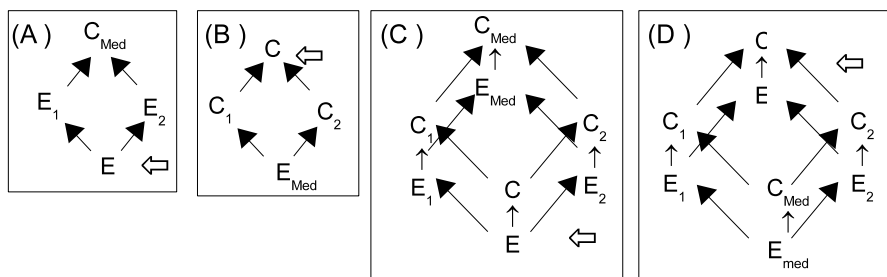 (A)
C_Med
E_1
E_2
E
(B)
C
C_1
C_2
E_Med
(C)
C_Med
E_Med
C_1
C_2
E_1
C
E_2
E
(D)
C
E
C_1
C_2
E_1
C_Med
E_2
E_med